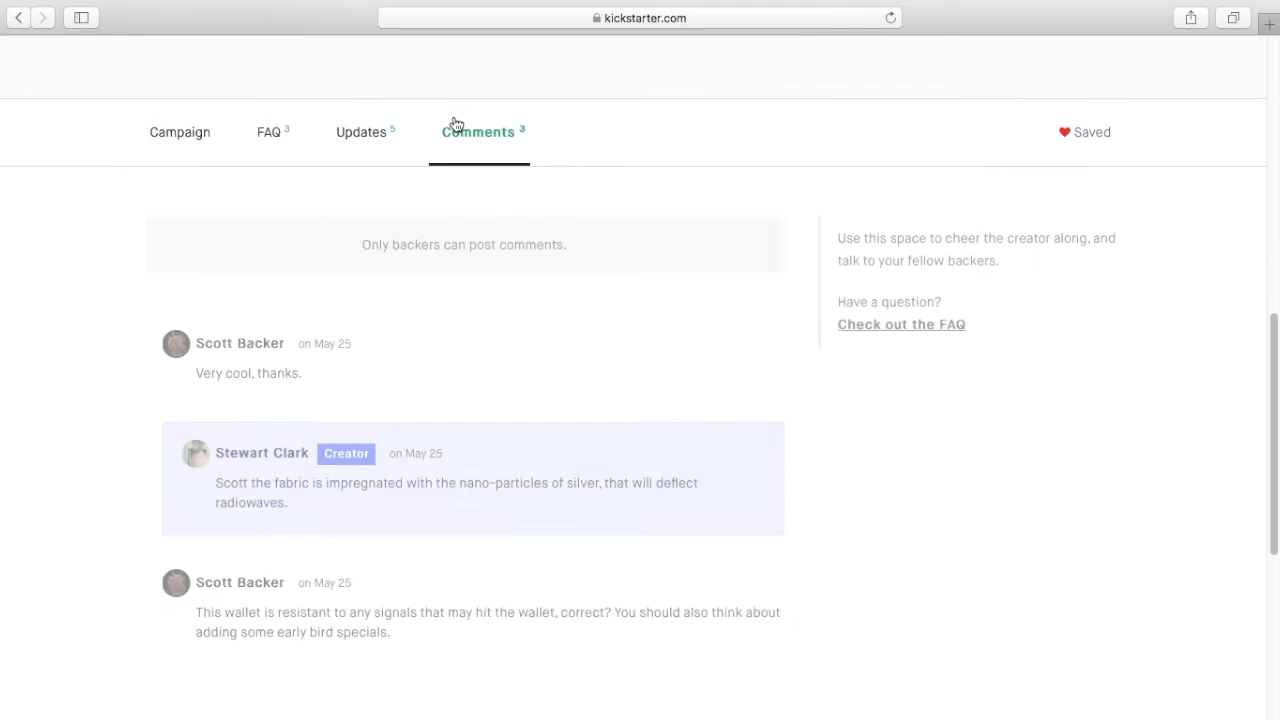 kickstarter.com
Campaign
FAQ 3
Updates 5
Comments 3
Saved
Only backers can post comments.
Use this space to cheer the creator along, and
talk to your fellow backers.
Have a question?
Check out the FAQ
Scott Backer on May 25
Very cool, thanks.
Stewart Clark Creator on May 25
Scott the fabric is impregnated with the nano-particles of silver, that will deflect
radiowaves.
Scott Backer on May 25
This wallet is resistant to any signals that may hit the wallet, correct? You should also think about
adding some early bird specials.